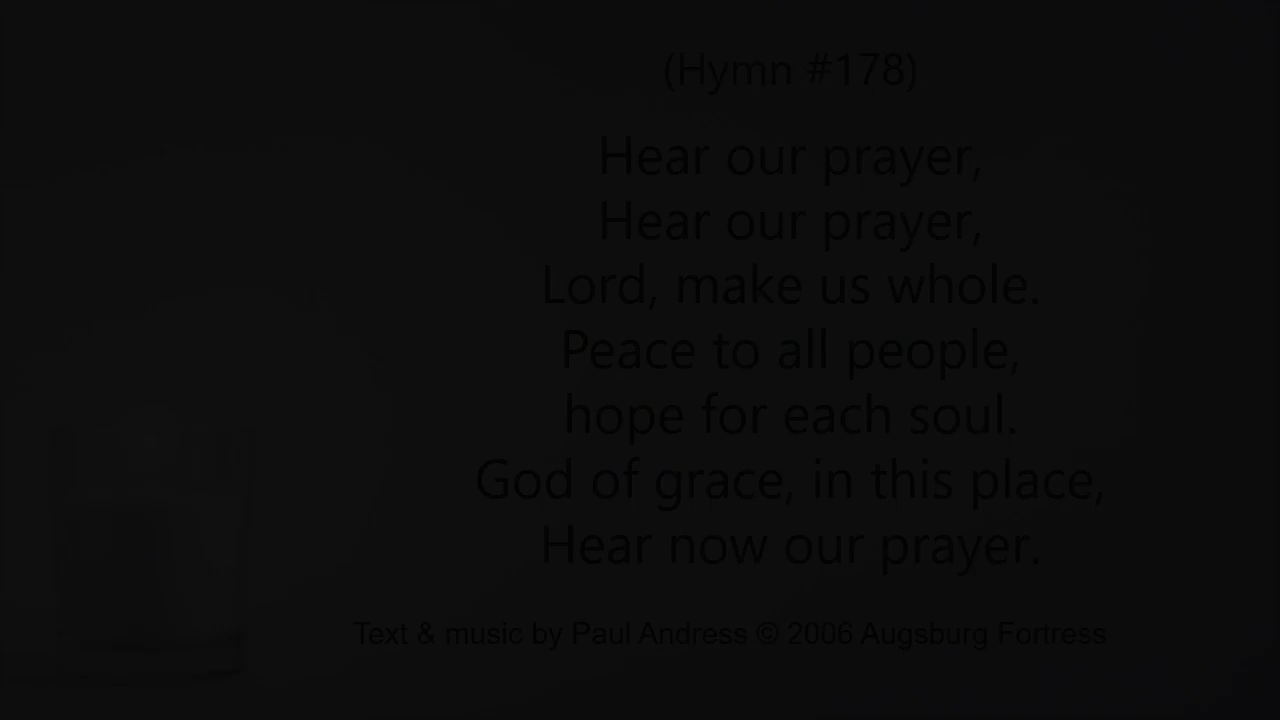 (Hymn #178)
Hear our prayer,
Hear our prayer,
Lord, make us whole.
Peace to all people,
hope for each soul.
God of grace, in this place,
Hear now our prayer.
Text & music by Paul Andress © 2006 Augsburg Fortress